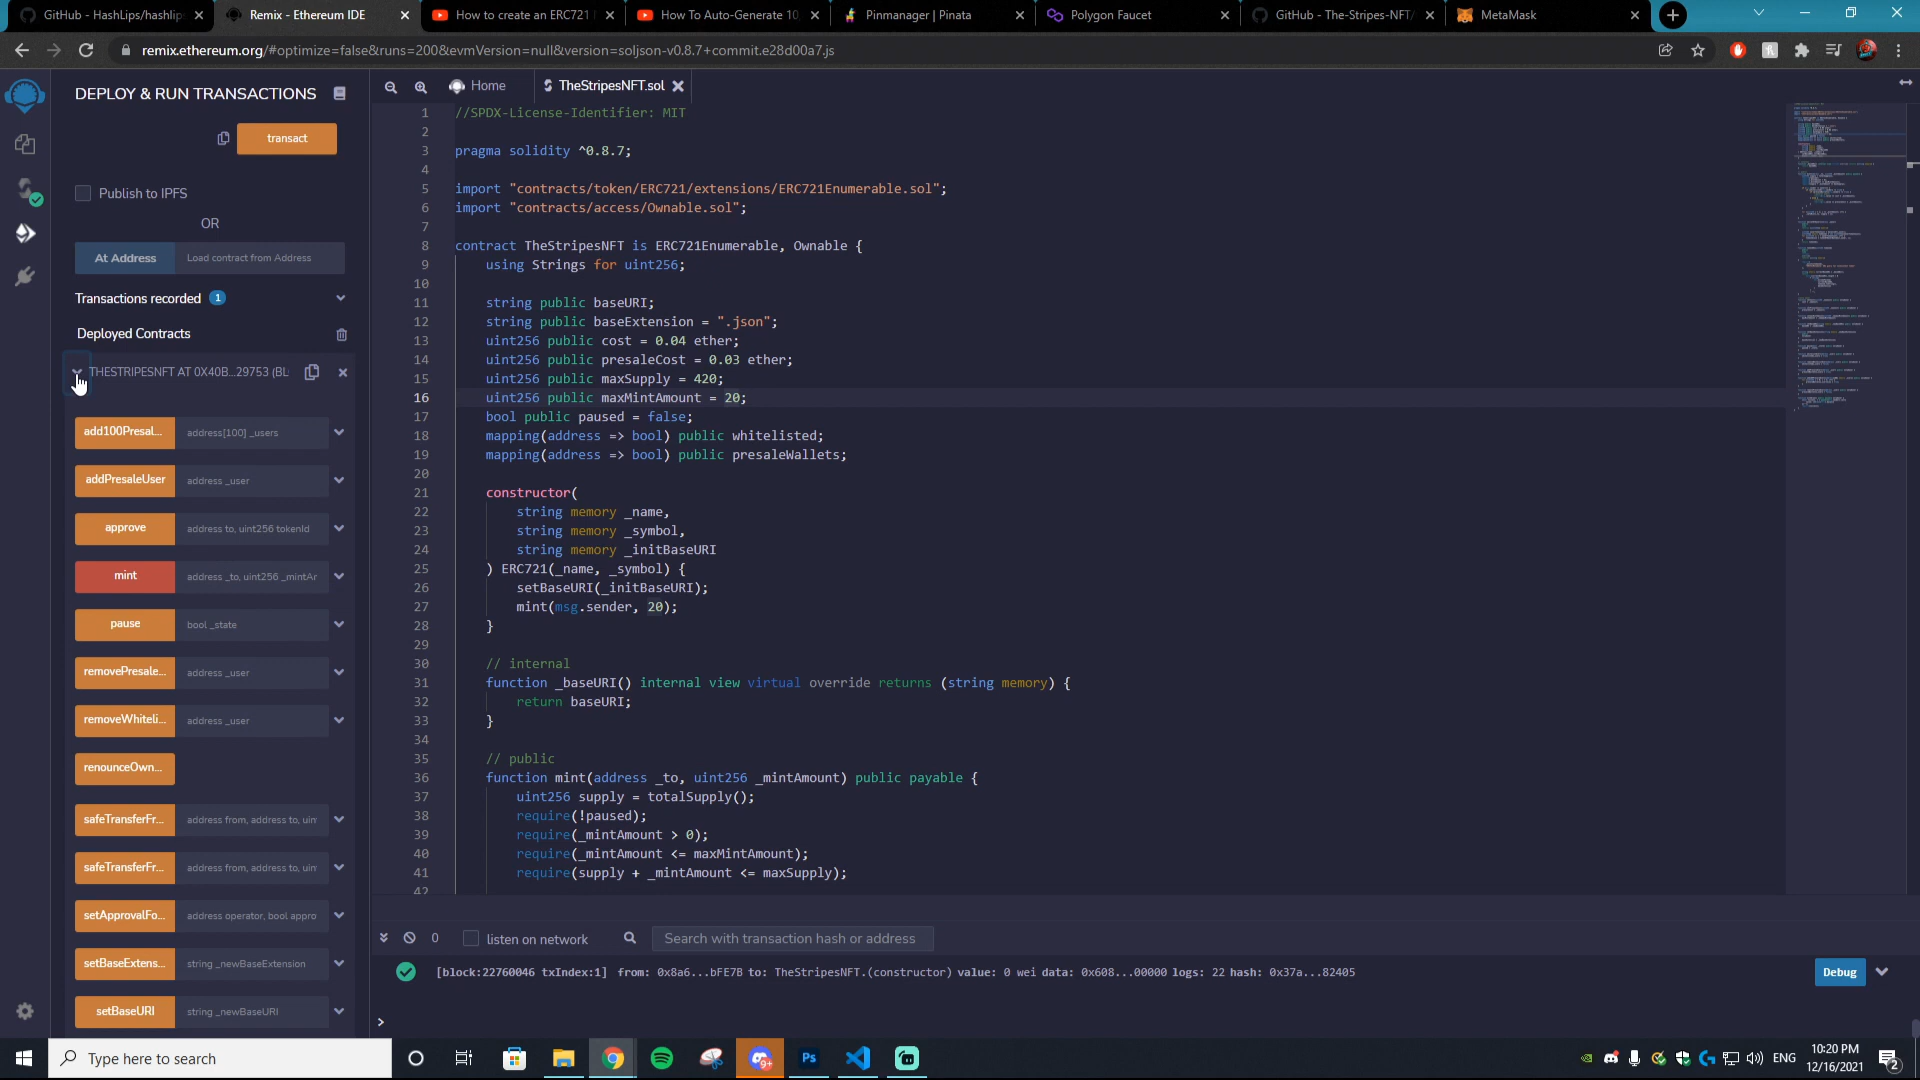 GitHub - HashLips/hashlips
Remix - Ethereum IDE
How to create an ERC721
How To Auto-Generate 10,
Pinmanager | Pinata
Polygon Faucet
GitHub - The-Stripes-NFT/
MetaMask
remix.ethereum.org/#optimize=false&runs=200&evmVersion=null&version=soljson-v0.8.7+commit.e28d00a7.js
DEPLOY & RUN TRANSACTIONS
transact
Publish to IPFS
OR
At Address Load contract from Address
Transactions recorded 1
Deployed Contracts
THESTRIPESNFT AT 0X40B...29753 (BL
add100Presal... address[100] _users
addPresaleUser address _user
approve address to, uint256 tokenId
mint address _to, uint256 _mintAr
pause bool _state
removePresale... address _user
removeWhiteli... address _user
renounceOwn...
safeTransferFr... address from, address to, uin
safeTransferFr... address from, address to, uin
setApprovalFo... address operator, bool appro
setBaseExtens... string _newBaseExtension
setBaseURI string _newBaseURI
Home
TheStripesNFT.sol
1 //SPDX-License-Identifier: MIT
2
3 pragma solidity ^0.8.7;
4
5 import "contracts/token/ERC721/extensions/ERC721Enumerable.sol";
6 import "contracts/access/Ownable.sol";
7
8 contract TheStripesNFT is ERC721Enumerable, Ownable {
9 using Strings for uint256;
10
11 string public baseURI;
12 string public baseExtension = ".json";
13 uint256 public cost = 0.04 ether;
14 uint256 public presaleCost = 0.03 ether;
15 uint256 public maxSupply = 420;
16 uint256 public maxMintAmount = 20;
17 bool public paused = false;
18 mapping(address => bool) public whitelisted;
19 mapping(address => bool) public presaleWallets;
20
21 constructor(
22 string memory _name,
23 string memory _symbol,
24 string memory _initBaseURI
25 ) ERC721(_name, _symbol) {
26 setBaseURI(_initBaseURI);
27 mint(msg.sender, 20);
28 }
29
30 // internal
31 function _baseURI() internal view virtual override returns (string memory) {
32 return baseURI;
33 }
34
35 // public
36 function mint(address _to, uint256 _mintAmount) public payable {
37 uint256 supply = totalSupply();
38 require(!paused);
39 require(_mintAmount > 0);
40 require(_mintAmount <= maxMintAmount);
41 require(supply + _mintAmount <= maxSupply);
42
0 listen on network Search with transaction hash or address
[block:22760046 txIndex:1] from: 0x8a6...bFE7B to: TheStripesNFT.(constructor) value: 0 wei data: 0x608...00000 logs: 22 hash: 0x37a...82405
Debug
>
Type here to search
9+
Ps
ENG
10:20 PM
12/16/2021
2